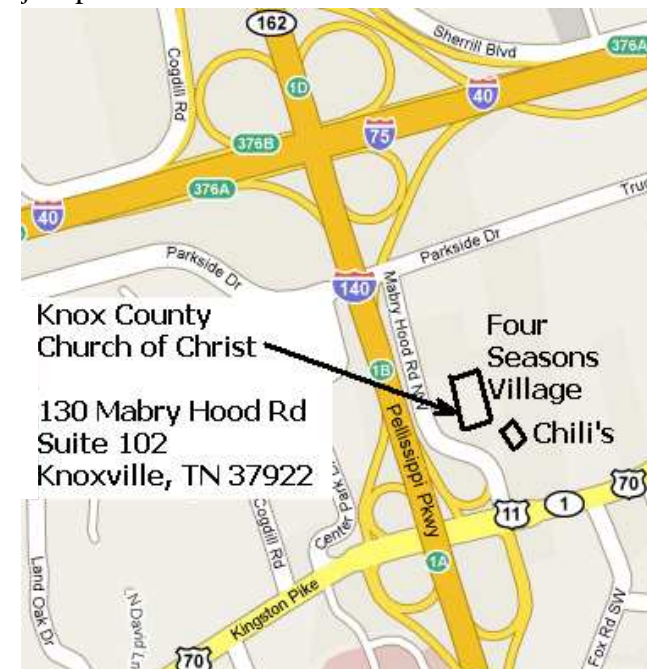 162
Sherrill Blvd
376A
Cogdill Rd
1D
40
75
376B
376A
40
Parkside Dr
Parkside Dr
140
Mabry Hood Rd NW
Knox County
Church of Christ
130 Mabry Hood Rd
Suite 102
Knoxville, TN 37922
Four
Seasons
Village
Chili's
1B
Pellissippi Pkwy
70
11
1
Cogdill Rd
Center Park
1A
Land Oak Dr
N David Ln
Kingston Pike
70
Fox Rd SW